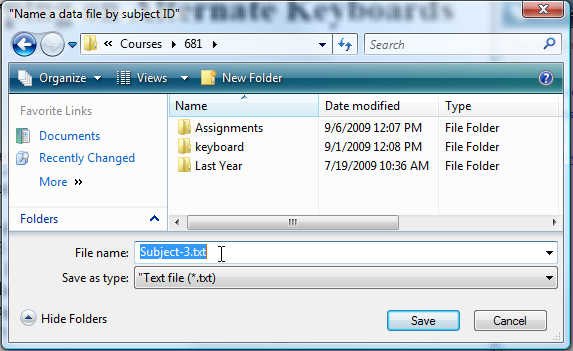 "Name a data file by subject ID"
« Courses ▸ 681 ▸
Search
Organize Views New Folder
Favorite Links
Documents
Recently Changed
More »
Folders
Name Date modified Type
Assignments 9/6/2009 12:07 PM File Folder
keyboard 9/1/2009 12:08 PM File Folder
Last Year 7/19/2009 10:36 AM File Folder
File name: Subject-3.txt
Save as type: "Text file (*.txt)
Hide Folders
Save Cancel